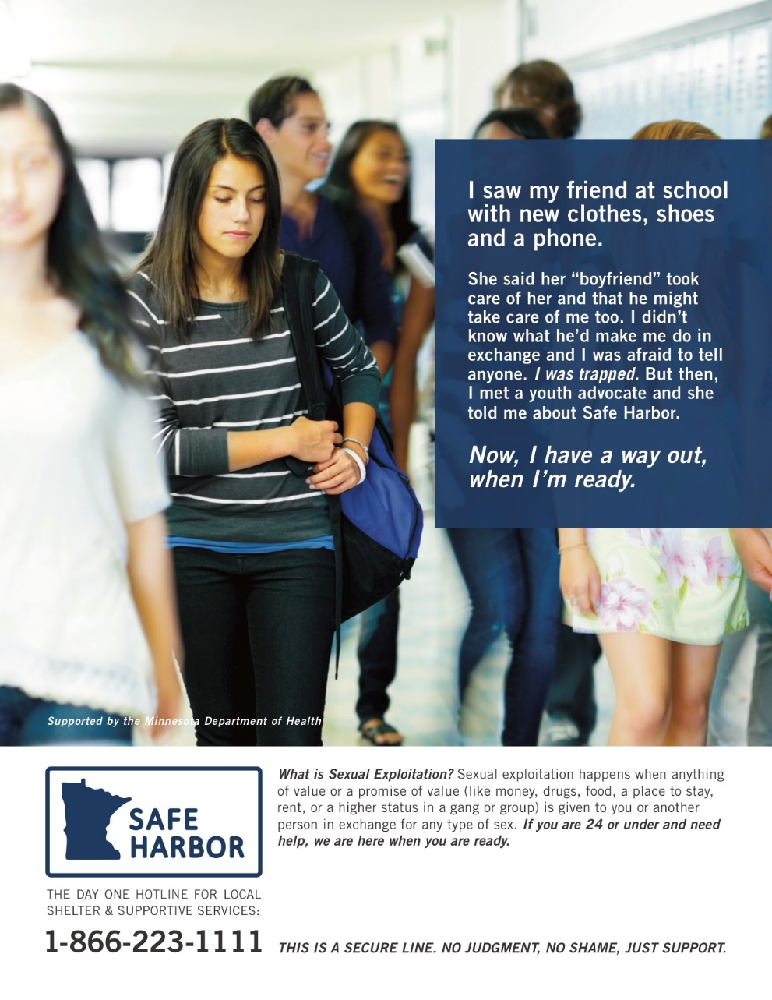 I saw my friend at school
with new clothes, shoes
and a phone.
She said her “boyfriend” took
care of her and that he might
take care of me too. I didn’t
know what he’d make me do in
exchange and I was afraid to tell
anyone. I was trapped. But then,
I met a youth advocate and she
told me about Safe Harbor.
Now, I have a way out,
when I’m ready.
Supported by the Minnesota Department of Health
SAFE
HARBOR
THE DAY ONE HOTLINE FOR LOCAL
SHELTER & SUPPORTIVE SERVICES:
1-866-223-1111
What is Sexual Exploitation? Sexual exploitation happens when anything
of value or a promise of value (like money, drugs, food, a place to stay,
rent, or a higher status in a gang or group) is given to you or another
person in exchange for any type of sex. If you are 24 or under and need
help, we are here when you are ready.
THIS IS A SECURE LINE. NO JUDGMENT, NO SHAME, JUST SUPPORT.